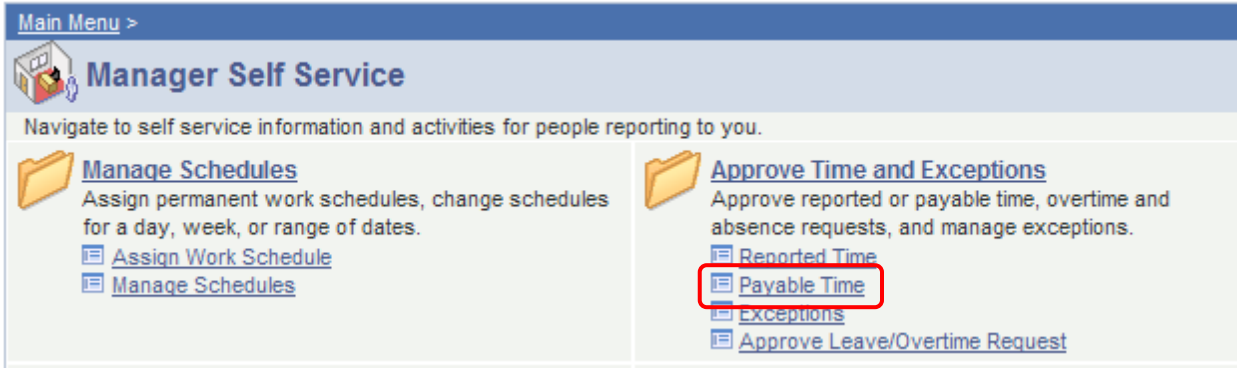 Main Menu >
Manager Self Service
Navigate to self service information and activities for people reporting to you.
Manage Schedules
Assign permanent work schedules, change schedules
for a day, week, or range of dates.
Assign Work Schedule
Manage Schedules
Approve Time and Exceptions
Approve reported or payable time, overtime and
absence requests, and manage exceptions.
Reported Time
Payable Time
Exceptions
Approve Leave/Overtime Request